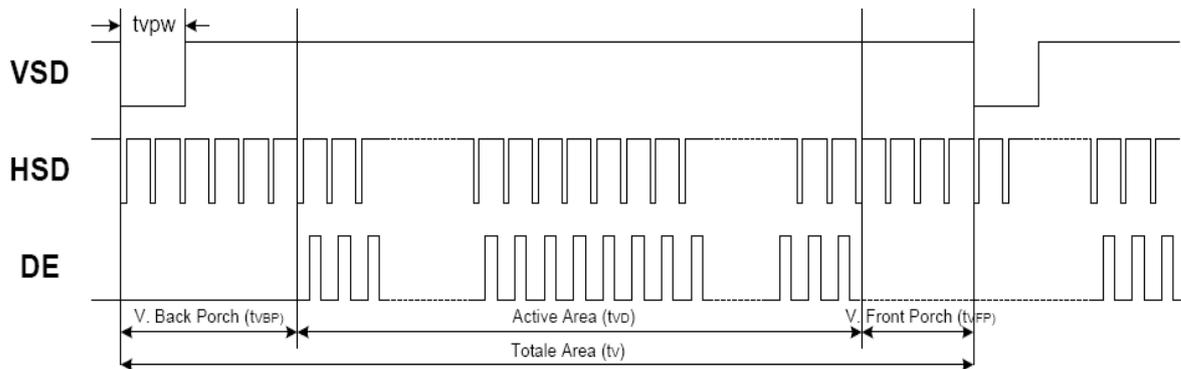 tvpw
VSD
HSD
DE
V. Back Porch (tVBP)
Active Area (tVD)
V. Front Porch (tVFP)
Totale Area (tV)